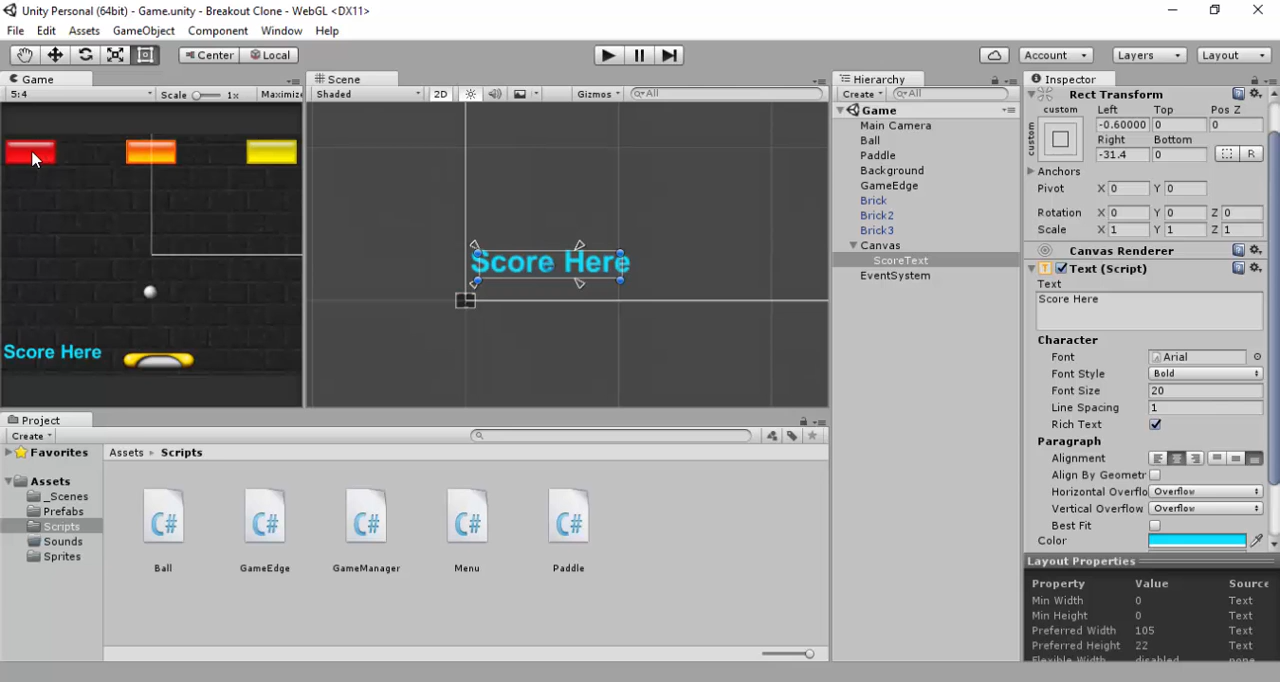 Unity Personal (64bit) - Game.unity - Breakout Clone - WebGL <DX11>
File Edit Assets GameObject Component Window Help
Center Local Account Layers Layout
Game
5:4 Scale 1x Maximize
Score Here
Scene
Shaded 2D Gizmos All
Score Here
Hierarchy
Create All
Game
Main Camera
Ball
Paddle
Background
GameEdge
Brick
Brick2
Brick3
Canvas
ScoreText
EventSystem
Inspector
Rect Transform
custom Left Top Pos Z
custom -0.60000 0 0
Right Bottom
-31.4 0 R
Anchors
Pivot X 0 Y 0
Rotation X 0 Y 0 Z 0
Scale X 1 Y 1 Z 1
Canvas Renderer
Text (Script)
Text
Score Here
Character
Font Arial
Font Style Bold
Font Size 20
Line Spacing 1
Rich Text
Paragraph
Alignment
Align By Geometr
Horizontal Overflo Overflow
Vertical Overflow Overflow
Best Fit
Color
Layout Properties
Property Value Source
Min Width 0 Text
Min Height 0 Text
Preferred Width 105 Text
Preferred Height 22 Text
Flexible Width disabled none
Project
Create
Favorites
Assets
_Scenes
Prefabs
Scripts
Sounds
Sprites
Assets Scripts
C# C# C# C# C#
Ball GameEdge GameManager Menu Paddle